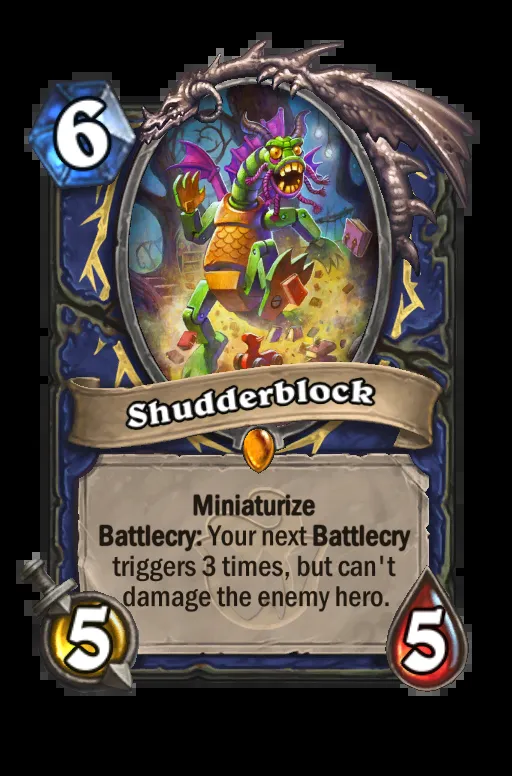 6
Shudderblock
Miniaturize
Battlecry: Your next Battlecry
triggers 3 times, but can't
damage the enemy hero.
5
5